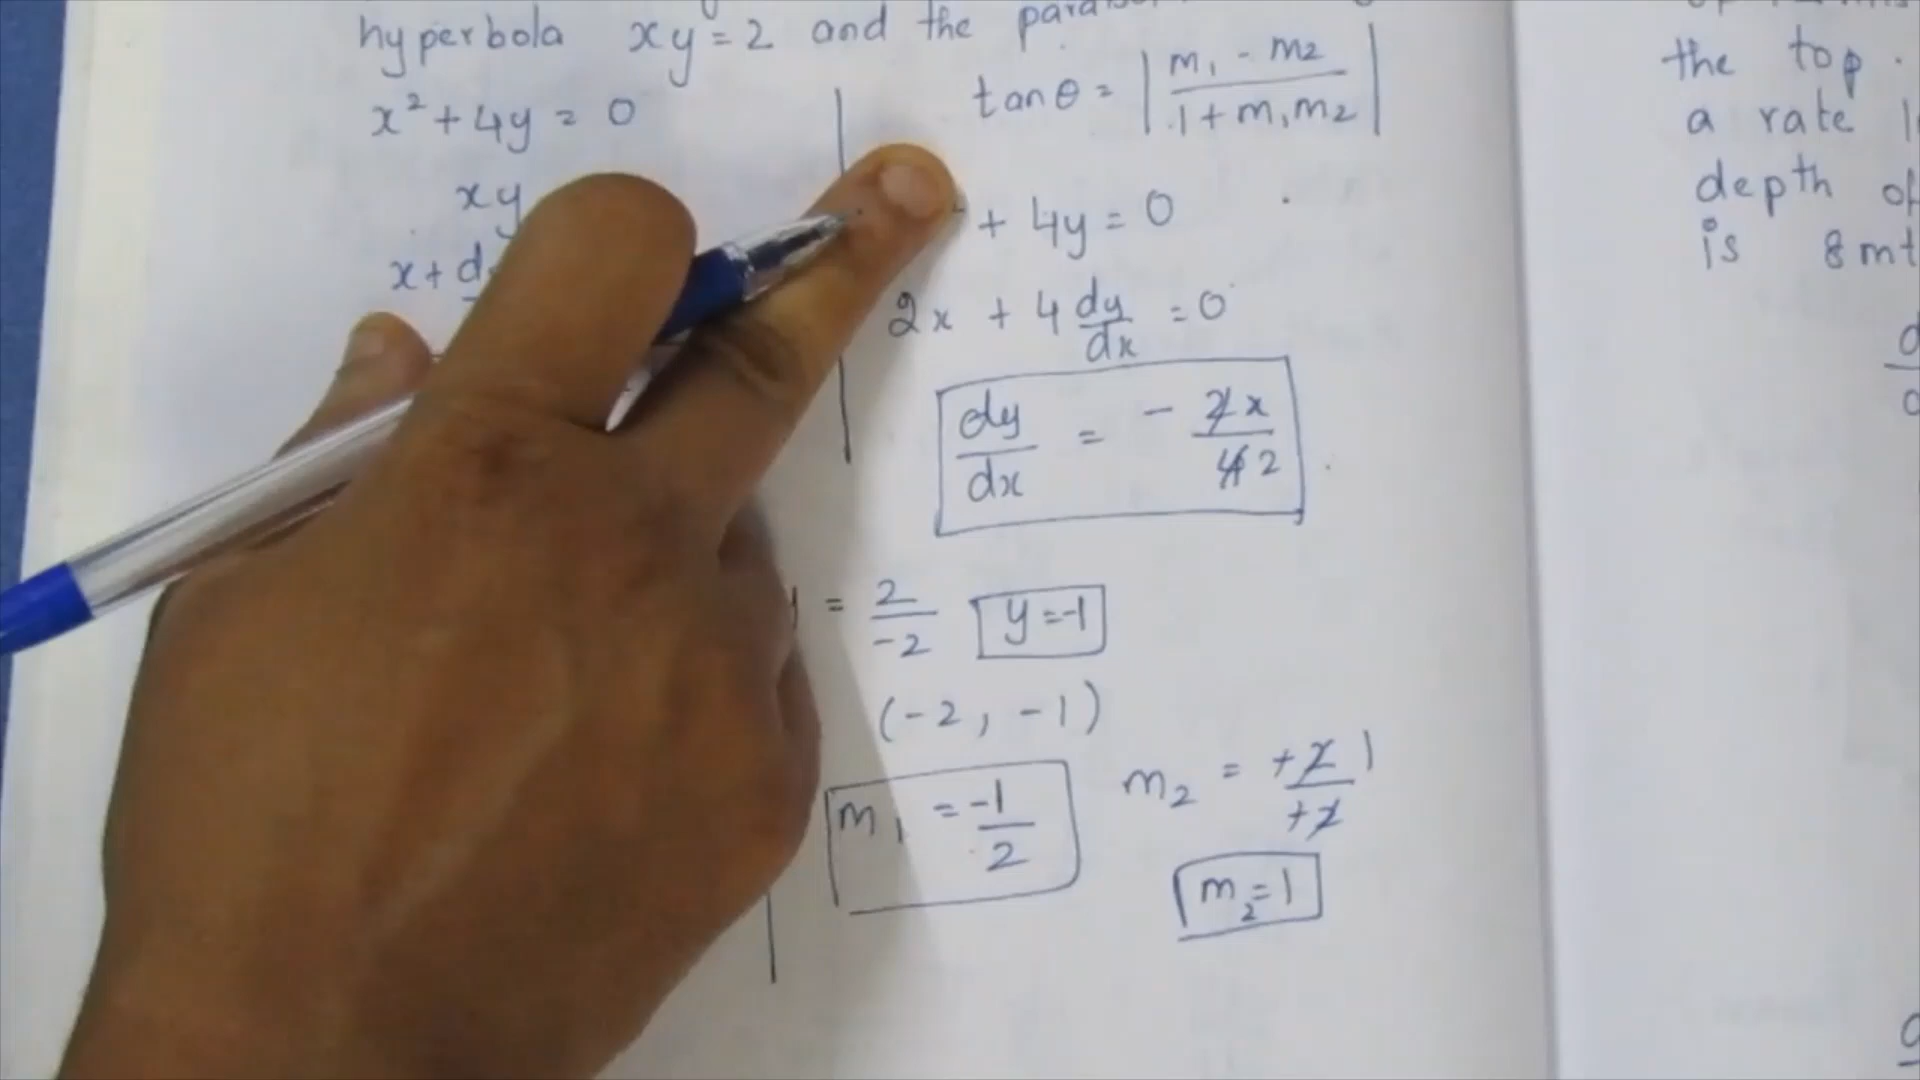 hyperbola xy = 2 and the
x² + 4y = 0
xy
x +
tanθ = | m₁ - m₂ / 1 + m₁m₂ |
+ 4y = 0
2x + 4 dy/dx = 0
dy/dx = - 2x / 4 2
= 2/-2 y = -1
(-2, -1)
m₁ = -1/2
m₂ = +2 1 / +2
m₂ = 1
the top.
a rate
depth of
is 8mt